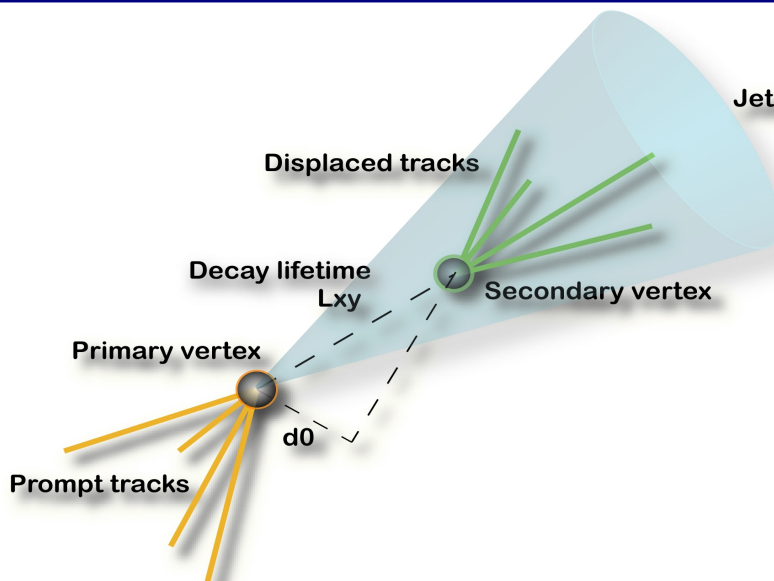 Jet
Displaced tracks
Decay lifetime
Lxy
Secondary vertex
Primary vertex
d0
Prompt tracks